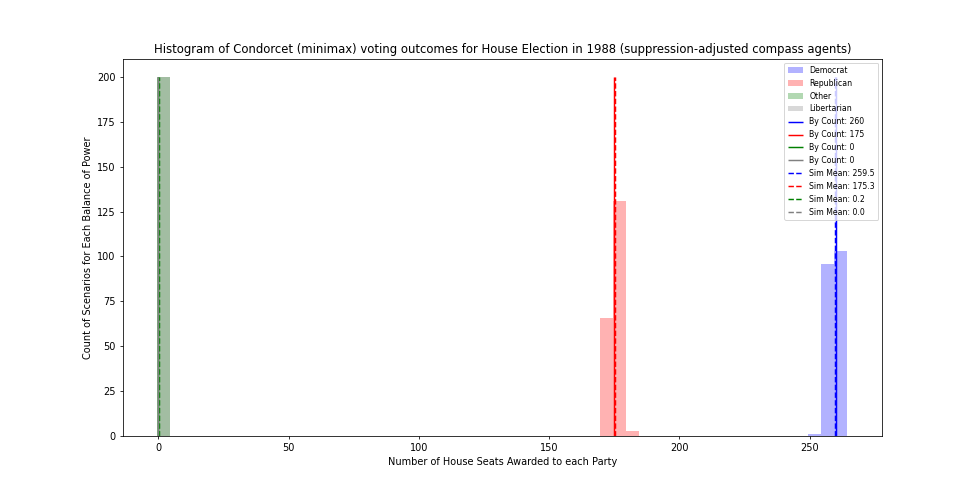 Histogram of Condorcet (minimax) voting outcomes for House Election in 1988 (suppression-adjusted compass agents)
Count of Scenarios for Each Balance of Power
200
175
150
125
100
75
50
25
0
Democrat
Republican
Other
Libertarian
By Count: 260
By Count: 175
By Count: 0
By Count: 0
Sim Mean: 259.5
Sim Mean: 175.3
Sim Mean: 0.2
Sim Mean: 0.0
0
50
100
150
200
250
Number of House Seats Awarded to each Party